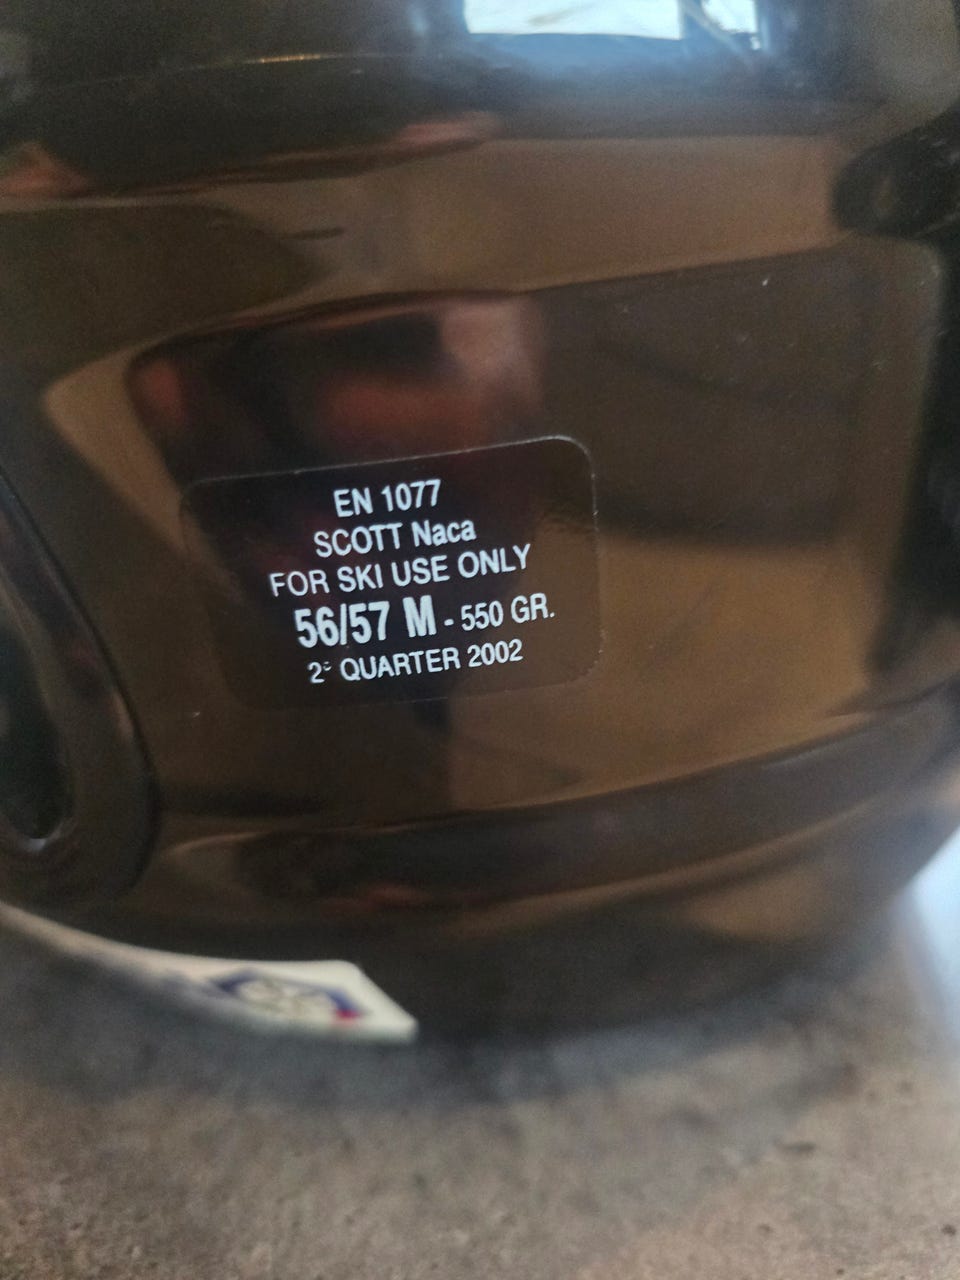 EN 1077
SCOTT Naca
FOR SKI USE ONLY
56/57 M - 550 GR.
2° QUARTER 2002